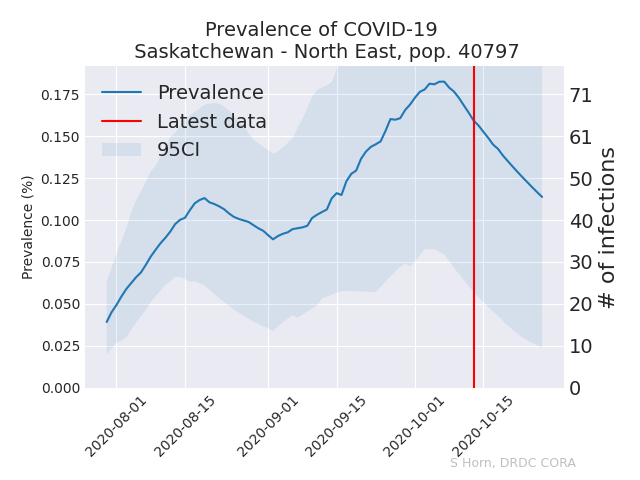 Prevalence of COVID-19
Saskatchewan - North East, pop. 40797
Prevalence
Latest data
95CI
Prevalence (%)
0.175
0.150
0.125
0.100
0.075
0.050
0.025
0.000
71
61
50
40
30
20
10
0
# of infections
2020-08-01
2020-08-15
2020-09-01
2020-09-15
2020-10-01
2020-10-15
S Horn, DRDC CORA